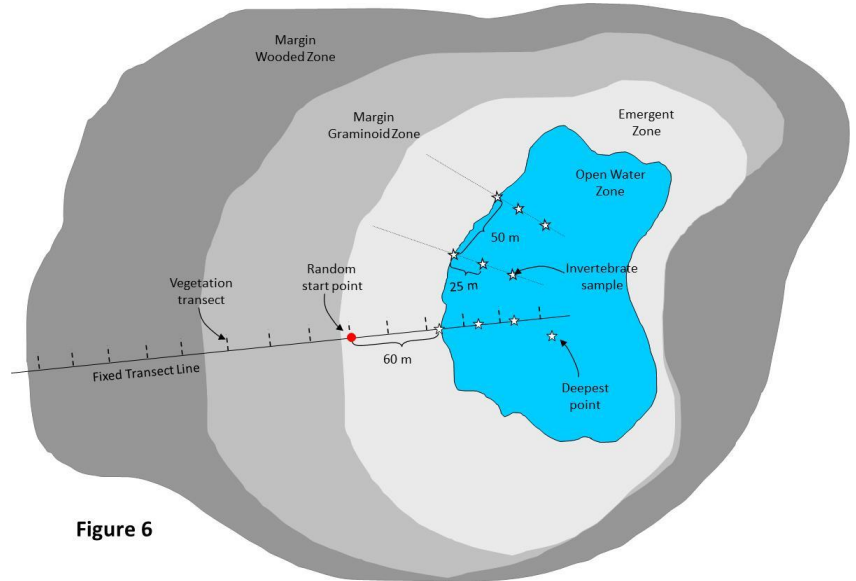 Margin
Wooded Zone
Margin
Graminoid Zone
Emergent
Zone
Open Water
Zone
50 m
Invertebrate
sample
25 m
Vegetation
transect
Random
start point
60 m
Fixed Transect Line
Deepest
point
Figure 6